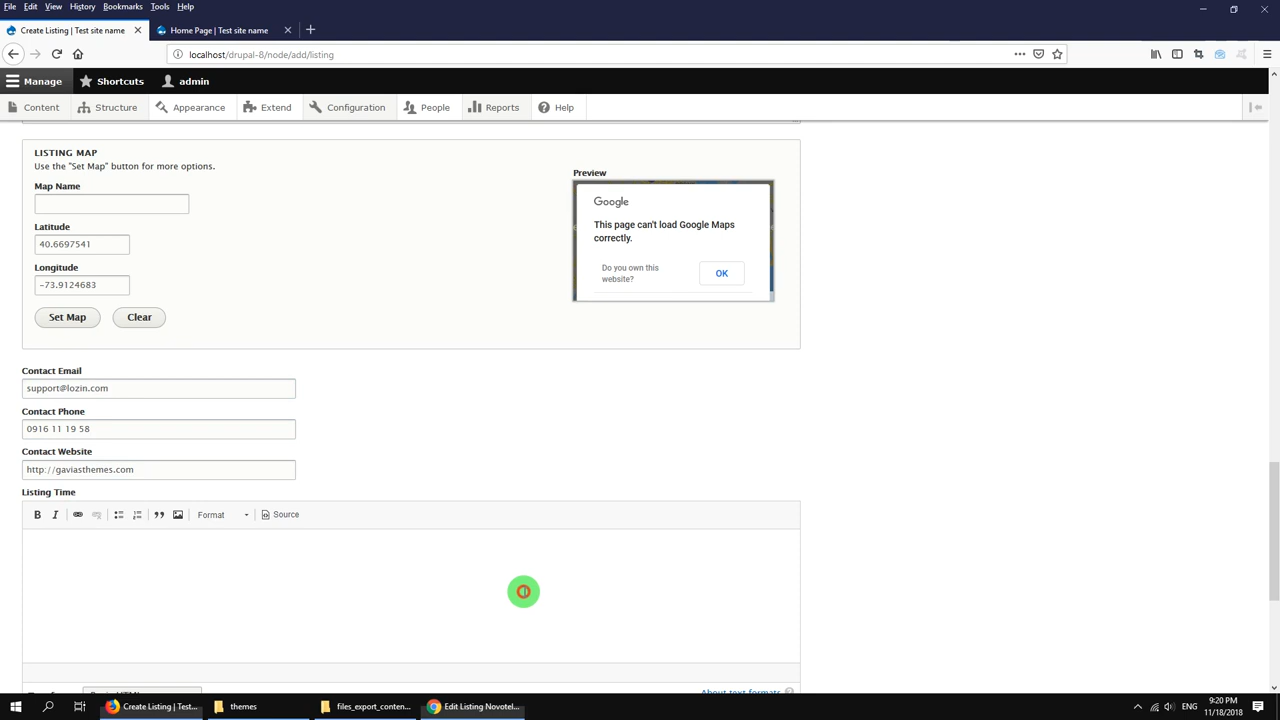 File Edit View History Bookmarks Tools Help
Create Listing | Test site name
Home Page | Test site name
localhost/drupal-8/node/add/listing
Manage Shortcuts admin
Content Structure Appearance Extend Configuration People Reports Help
LISTING MAP
Use the "Set Map" button for more options.
Preview
Map Name
Google
This page can't load Google Maps
correctly.
Latitude
40.6697541
Longitude
-73.9124683
Do you own this
website?
OK
Set Map Clear
Contact Email
support@lozin.com
Contact Phone
0916 11 19 58
Contact Website
http://gaviasthemes.com
Listing Time
B I Format Source
About text formats
Create Listing | Test...
themes
files_export_conten...
Edit Listing Novotel...
ENG
9:20 PM
11/18/2018